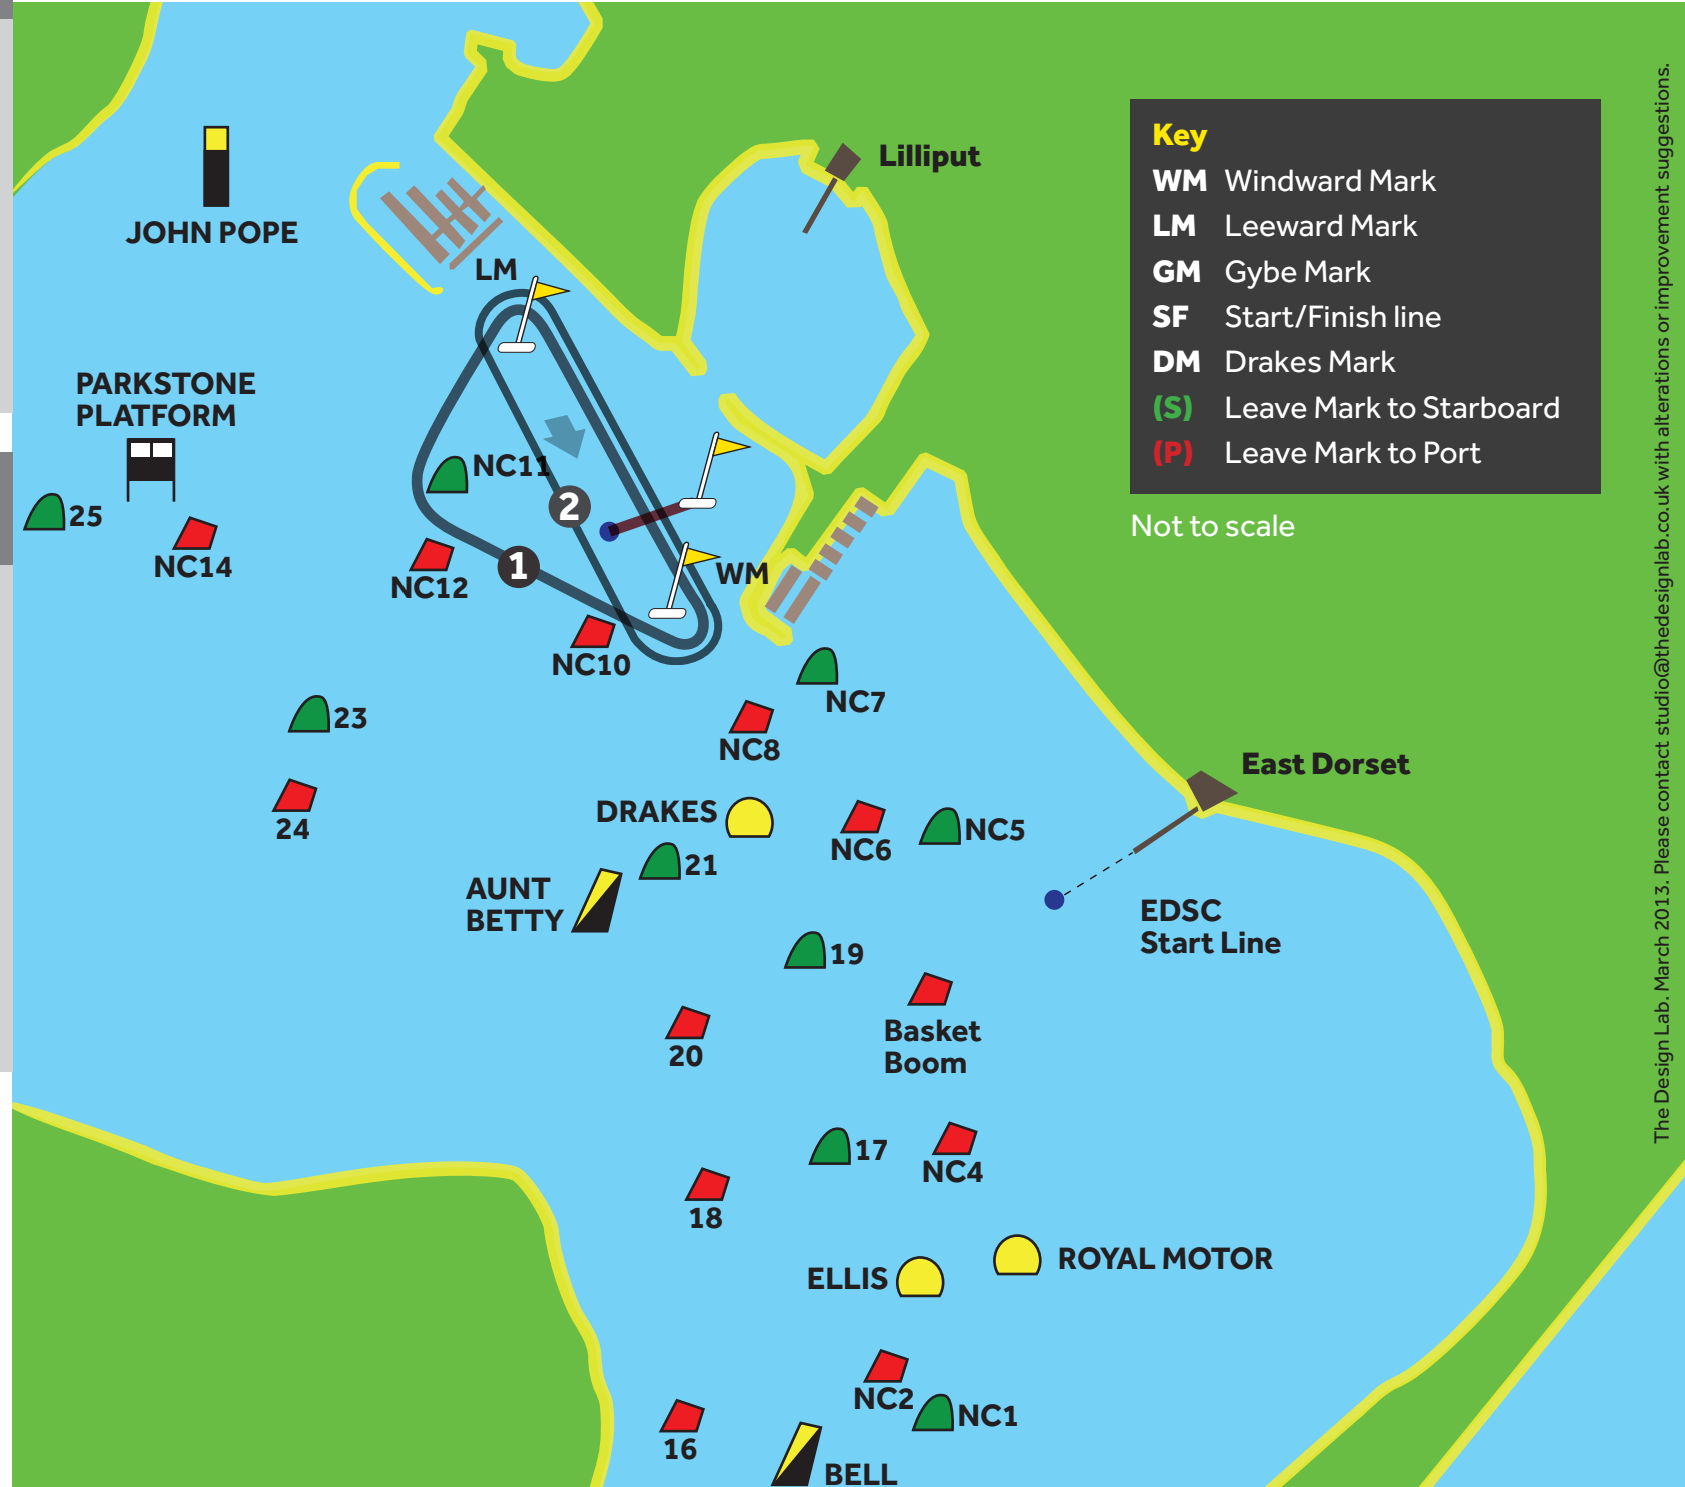 Lilliput
JOHN POPE
LM
PARKSTONE
PLATFORM
NC11
25
NC14
2
NC12
1
WM
NC10
NC7
23
NC8
East Dorset
24
DRAKES
NC6
NC5
21
AUNT
BETTY
EDSC
Start Line
19
Basket
Boom
20
17
NC4
18
ROYAL MOTOR
ELLIS
NC2
NC1
16
BELL
Key
WM Windward Mark
LM Leeward Mark
GM Gybe Mark
SF Start/Finish line
DM Drakes Mark
(S) Leave Mark to Starboard
(P) Leave Mark to Port
Not to scale
The Design Lab. March 2013. Please contact studio@thedesignlab.co.uk with alterations or improvement suggestions.